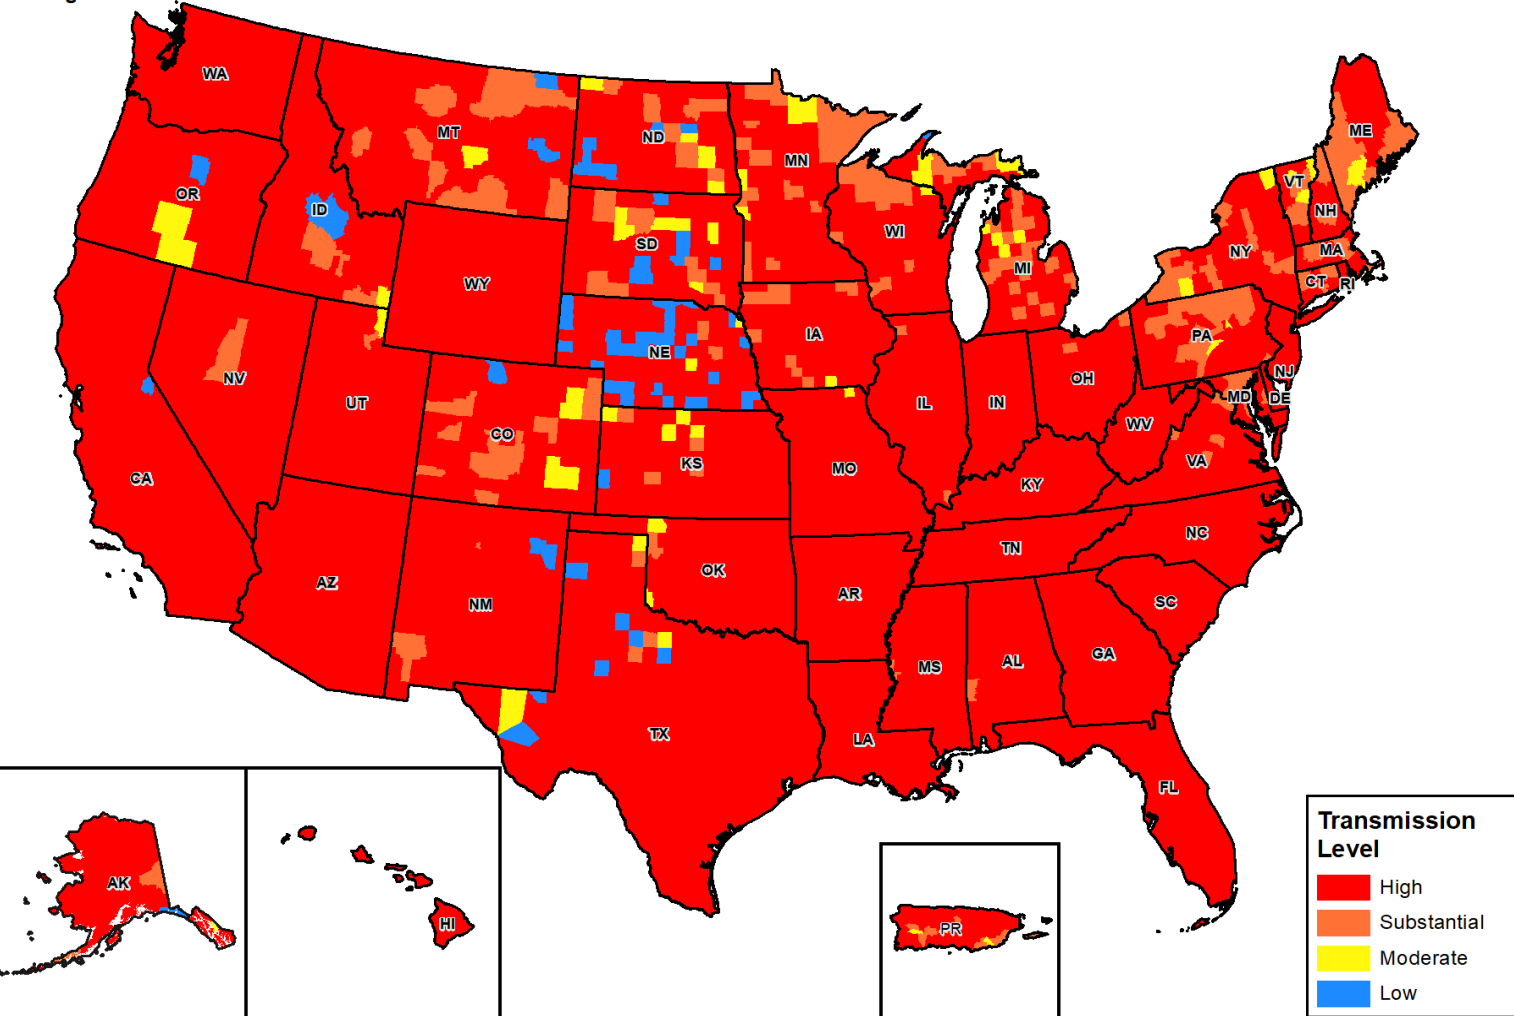 WA
ME
MT
ND
MN
VT
OR
ID
NH
WI
SD
NY
MA
MI
WY
CT
RI
IA
PA
NE
NJ
NV
OH
UT
MD
DE
IL
IN
WV
CO
KS
VA
MO
CA
KY
NC
TN
OK
AZ
AR
SC
NM
GA
AL
MS
TX
LA
FL
AK
HI
PR
Transmission
Level
High
Substantial
Moderate
Low